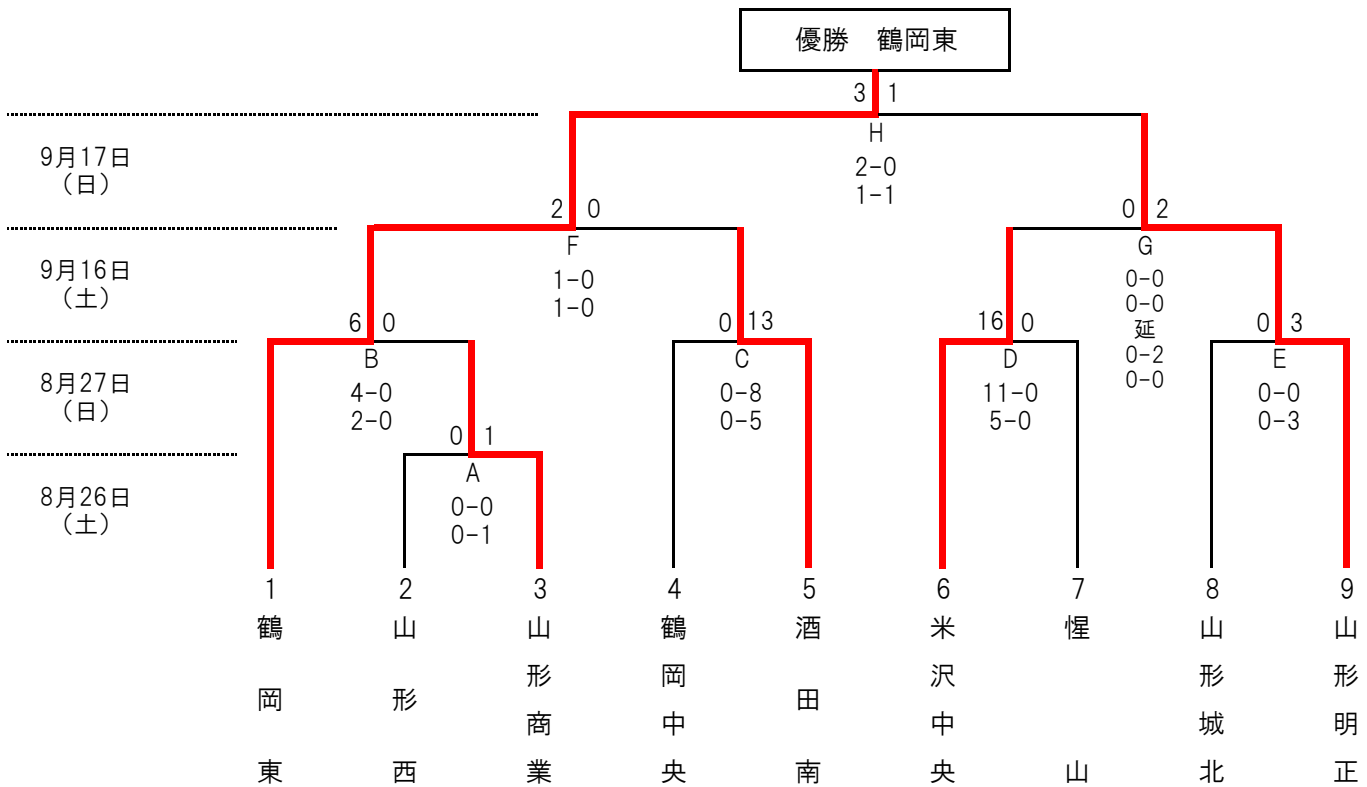 優勝　鶴岡東
3 1
H
2-0
1-1
9月17日
（日）
2 0
F
1-0
1-0
0 2
G
0-0
0-0
延
0-2
0-0
9月16日
（土）
6 0
B
4-0
2-0
0 13
C
0-8
0-5
16 0
D
11-0
5-0
0 3
E
0-0
0-3
8月27日
（日）
0 1
A
0-0
0-1
8月26日
（土）
1 2 3 4 5 6 7 8 9
鶴岡東
山形西
山形商業
鶴岡中央
酒田南
米沢中央
惺山
山形城北
山形明正